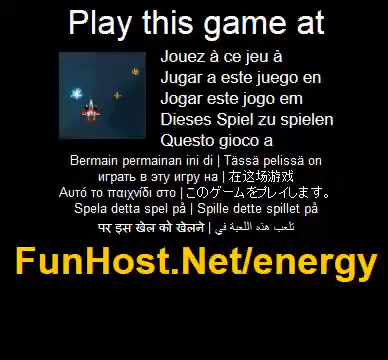 Play this game at
Jouez à ce jeu à
Jugar a este juego en
Jogar este jogo em
Dieses Spiel zu spielen
Questo gioco a
Bermain permainan ini di | Tässä pelissä on
играть в эту игру на | 在这场游戏
Αυτό το παιχνίδι στο | このゲームをプレイします。
Spela detta spel på | Spille dette spillet på
पर इस खेल को खेलने | تلعب هذه اللعبة في
FunHost.Net/energy